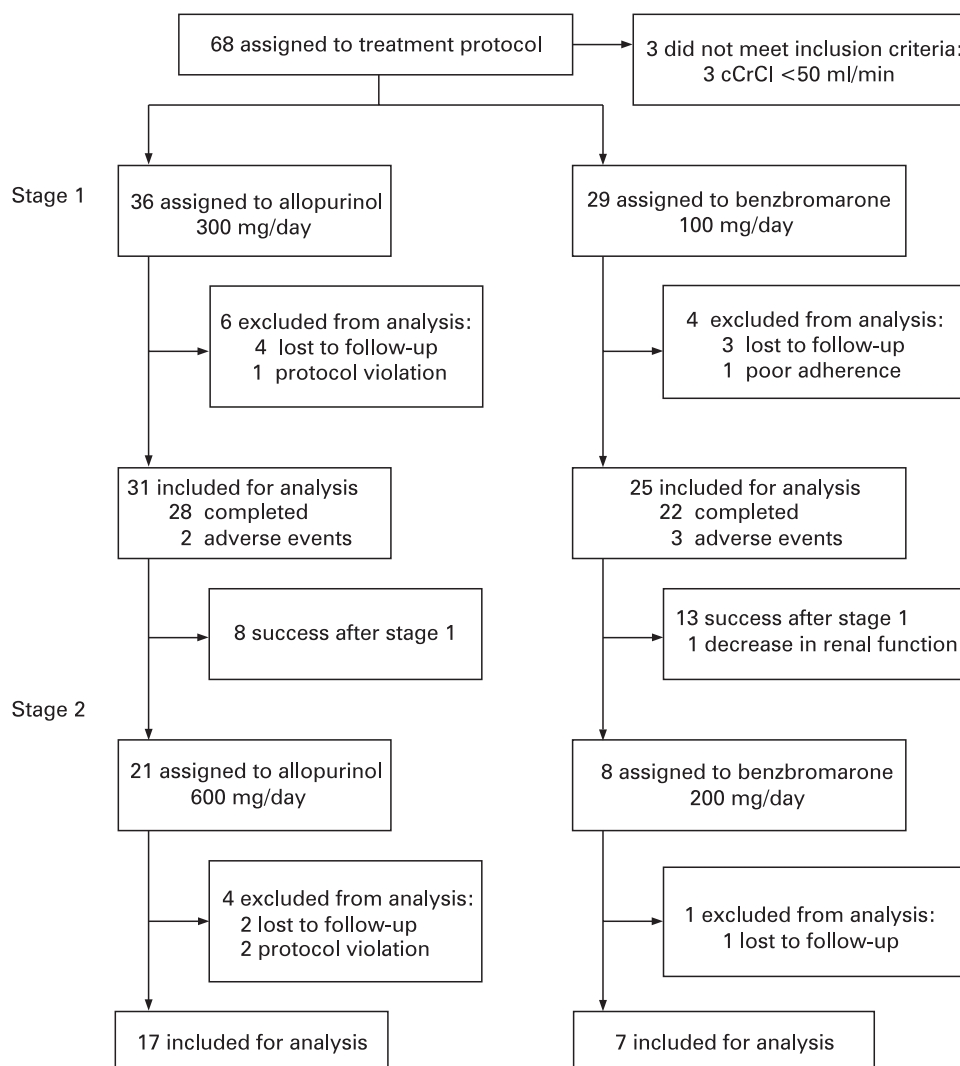 68 assigned to treatment protocol
3 did not meet inclusion criteria:
3 cCrCl <50 ml/min
Stage 1
36 assigned to allopurinol
300 mg/day
29 assigned to benzbromarone
100 mg/day
6 excluded from analysis:
4 lost to follow-up
1 protocol violation
4 excluded from analysis:
3 lost to follow-up
1 poor adherence
31 included for analysis
28 completed
2 adverse events
25 included for analysis
22 completed
3 adverse events
8 success after stage 1
13 success after stage 1
1 decrease in renal function
Stage 2
21 assigned to allopurinol
600 mg/day
8 assigned to benzbromarone
200 mg/day
4 excluded from analysis:
2 lost to follow-up
2 protocol violation
1 excluded from analysis:
1 lost to follow-up
17 included for analysis
7 included for analysis